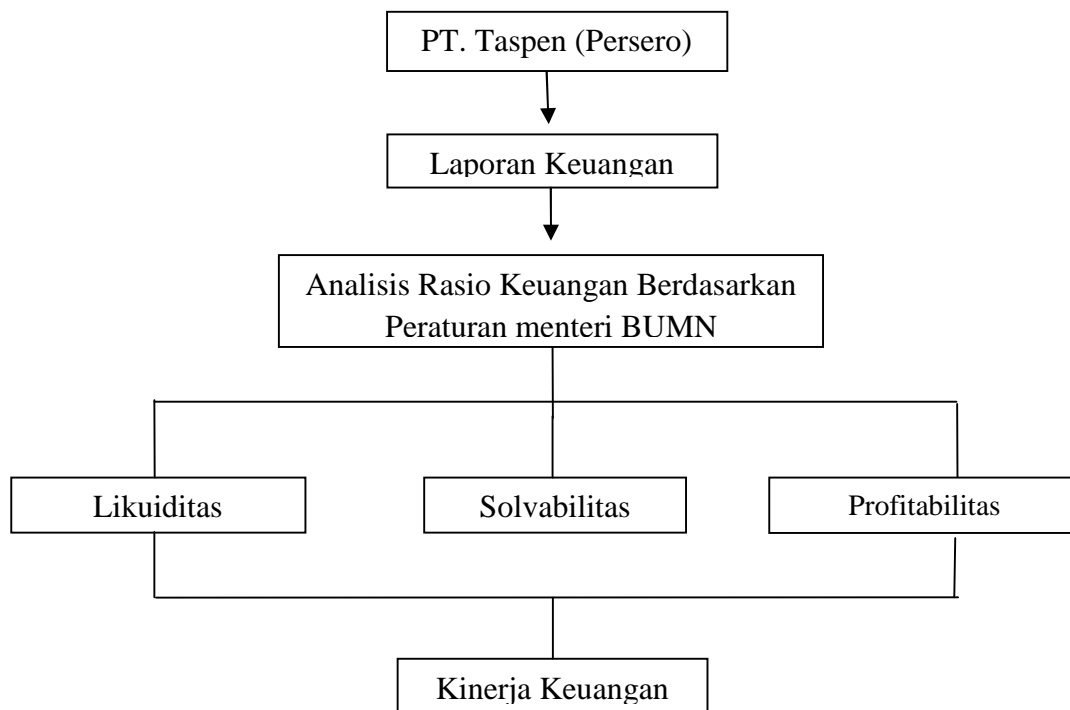 PT. Taspen (Persero)
Laporan Keuangan
Analisis Rasio Keuangan Berdasarkan
Peraturan menteri BUMN
Likuiditas
Solvabilitas
Profitabilitas
Kinerja Keuangan